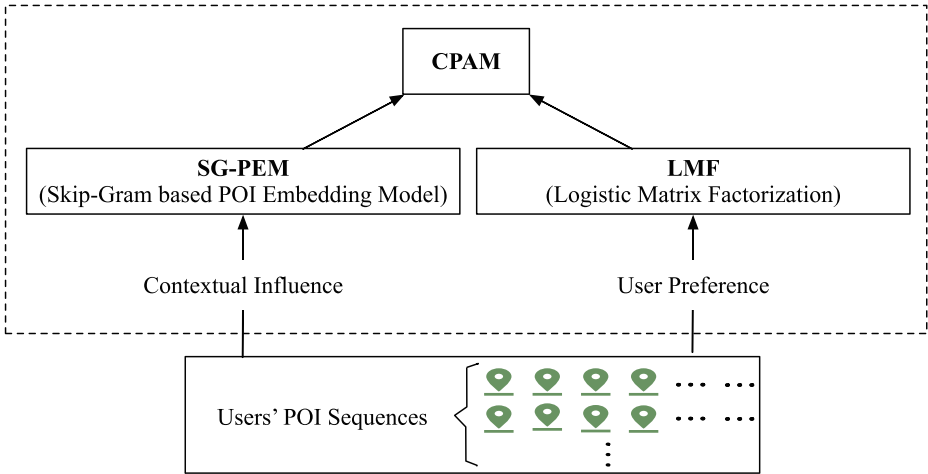 CPAM
SG-PEM
(Skip-Gram based POI Embedding Model)
LMF
(Logistic Matrix Factorization)
Contextual Influence
User Preference
Users’ POI Sequences